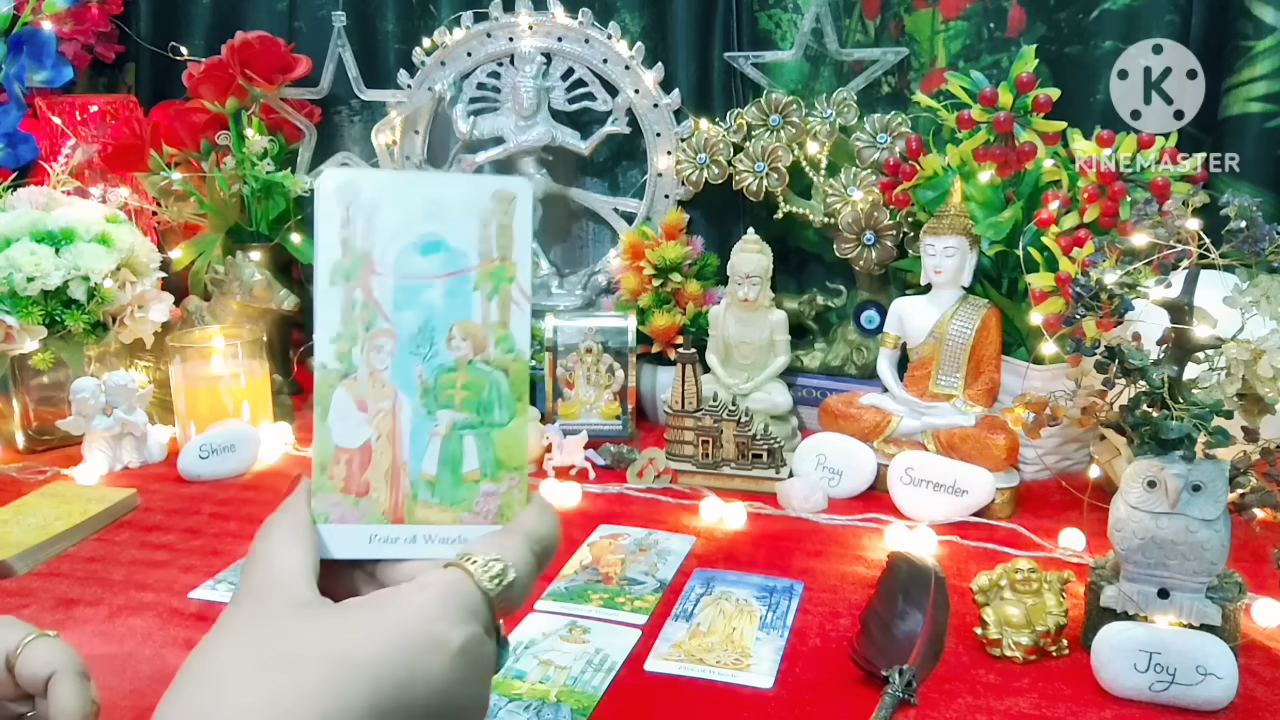 K
KINEMASTER
Shine
Pray
Surrender
Four of Wands
Joy